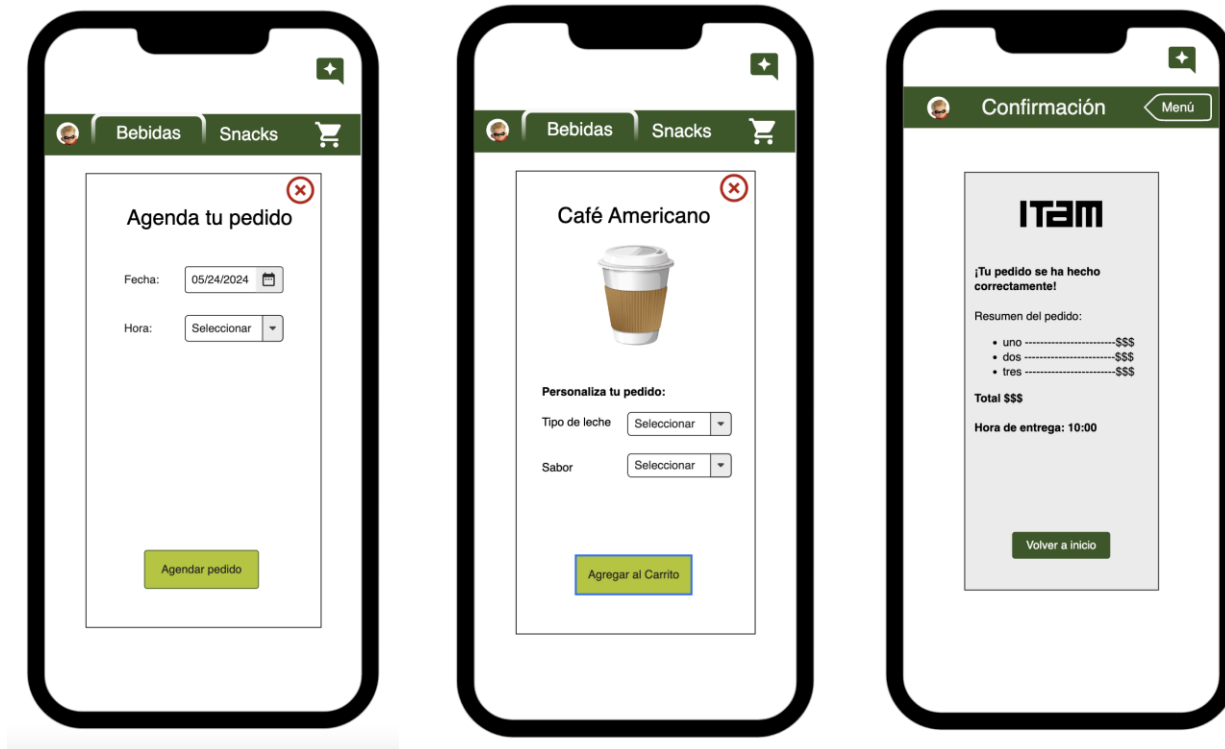 Bebidas Snacks
Agenda tu pedido
Fecha: 05/24/2024
Hora: Seleccionar
Agendar pedido
Bebidas Snacks
Café Americano
Personaliza tu pedido:
Tipo de leche Seleccionar
Sabor Seleccionar
Agregar al Carrito
Confirmación Menú
ITAM
¡Tu pedido se ha hecho
correctamente!
Resumen del pedido:
• uno -----------------------$$$
• dos -----------------------$$$
• tres -----------------------$$$
Total $$$
Hora de entrega: 10:00
Volver a inicio